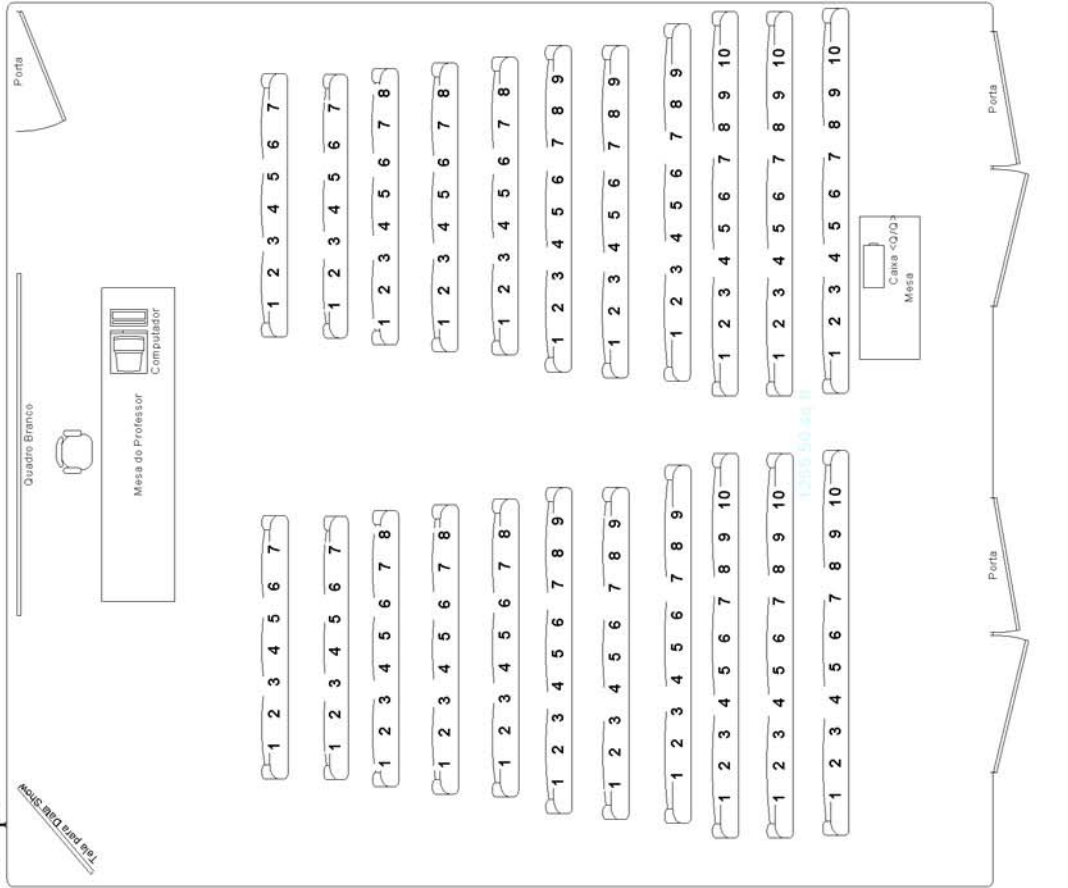 Porta
Quadro Branco
Tela para Data Show
Computador
Mesa do Professor
1 2 3 4 5 6 7
1 2 3 4 5 6 7
1 2 3 4 5 6 7 8
1 2 3 4 5 6 7 8
1 2 3 4 5 6 7 8
1 2 3 4 5 6 7 8 9
1 2 3 4 5 6 7 8 9
1 2 3 4 5 6 7 8 9
1 2 3 4 5 6 7 8 9 10
1 2 3 4 5 6 7 8 9 10
1 2 3 4 5 6 7 8 9 10
1 2 3 4 5 6 7
1 2 3 4 5 6 7
1 2 3 4 5 6 7 8
1 2 3 4 5 6 7 8
1 2 3 4 5 6 7 8
1 2 3 4 5 6 7 8 9
1 2 3 4 5 6 7 8 9
1 2 3 4 5 6 7 8 9
1 2 3 4 5 6 7 8 9 10
1 2 3 4 5 6 7 8 9 10
1 2 3 4 5 6 7 8 9 10
Caixa <Q/Q>
Mesa
Porta
Porta